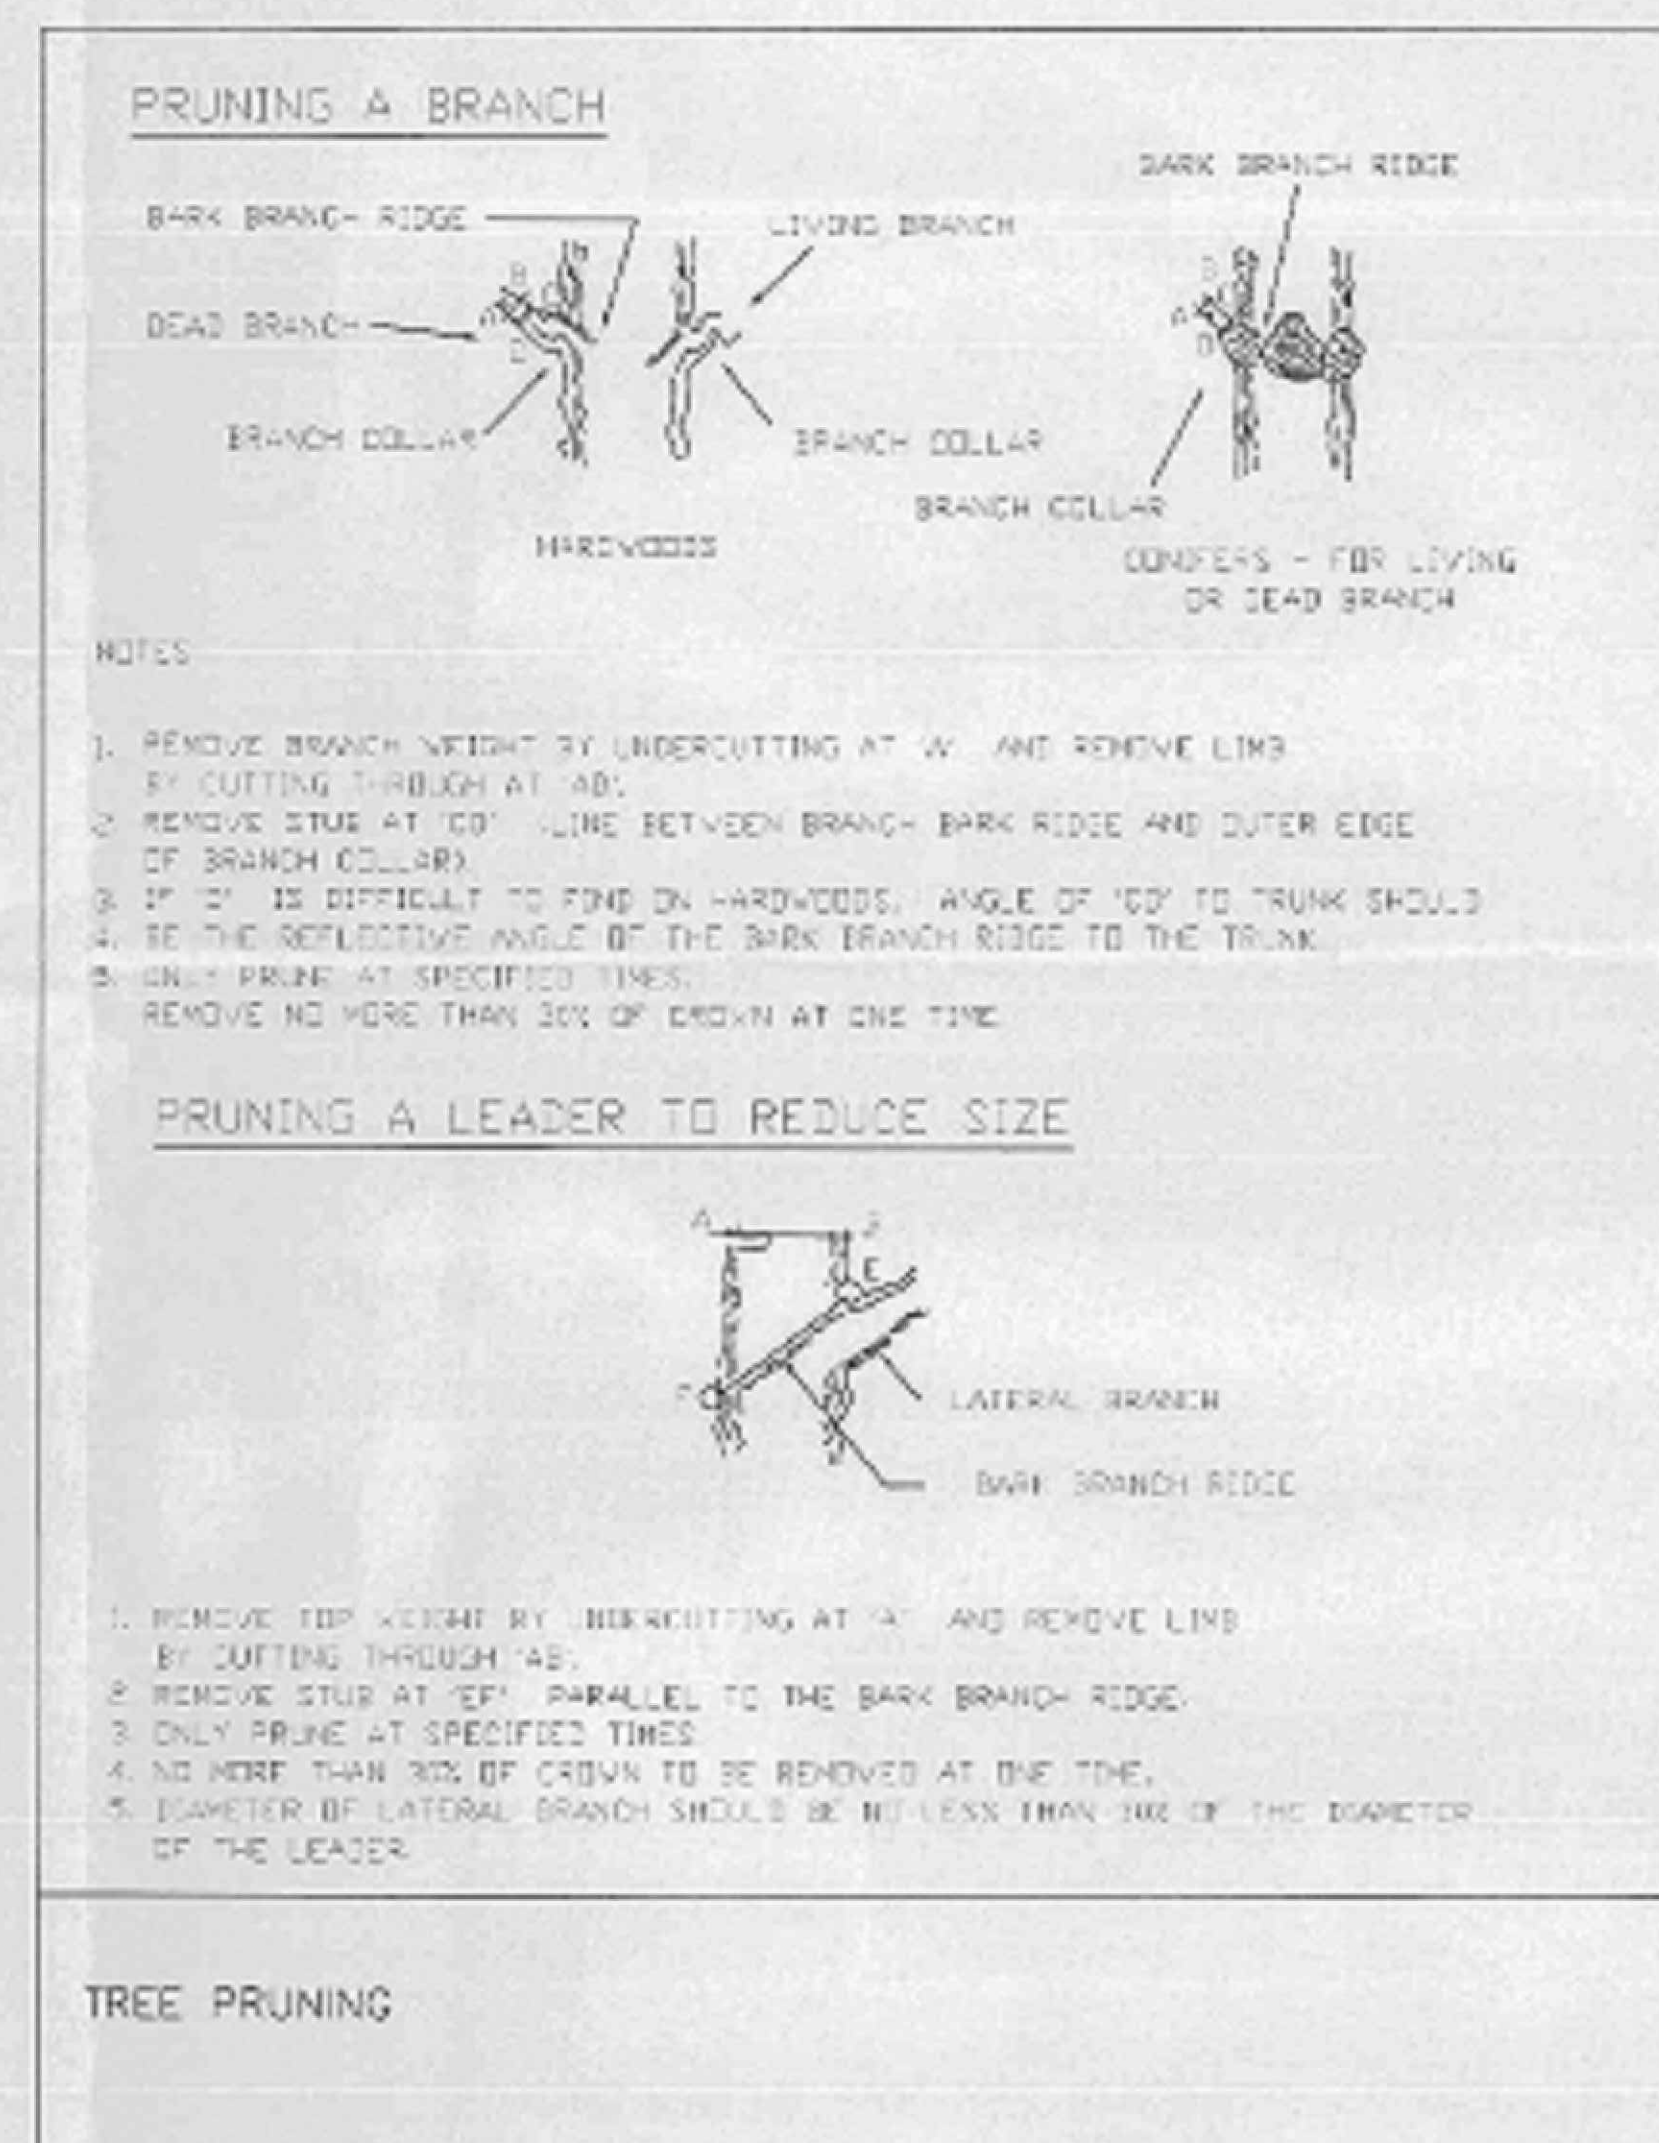 PRUNING A BRANCH
BARK BRANCH RIDGE
BARK BRANCH RIDGE
LIVING BRANCH
DEAD BRANCH
BRANCH COLLAR
BRANCH COLLAR
BRANCH COLLAR
HARDWOODS
CONIFERS - FOR LIVING
OR DEAD BRANCH
NOTES
1. REMOVE BRANCH WEIGHT BY UNDERCUTTING AT 'A' AND REMOVE LIMB
BY CUTTING THROUGH AT 'AB'.
2. REMOVE STUB AT 'CD' (LINE BETWEEN BRANCH BARK RIDGE AND OUTER EDGE
OF BRANCH COLLAR).
3. IF 'D' IS DIFFICULT TO FIND ON HARDWOODS, ANGLE OF 'CD' TO TRUNK SHOULD
4. BE THE REFLECTIVE ANGLE OF THE BARK BRANCH RIDGE TO THE TRUNK.
5. ONLY PRUNE AT SPECIFIED TIMES.
REMOVE NO MORE THAN 30% OF CROWN AT ONE TIME.
PRUNING A LEADER TO REDUCE SIZE
A B
E
F
LATERAL BRANCH
BARK BRANCH RIDGE
1. REMOVE TOP WEIGHT BY UNDERCUTTING AT 'A' AND REMOVE LIMB
BY CUTTING THROUGH 'AB'.
2. REMOVE STUB AT 'EF' PARALLEL TO THE BARK BRANCH RIDGE.
3. ONLY PRUNE AT SPECIFIED TIMES
4. NO MORE THAN 30% OF CROWN TO BE REMOVED AT ONE TIME.
5. DIAMETER OF LATERAL BRANCH SHOULD BE NO LESS THAN OF THE DIAMETER
OF THE LEADER.
TREE PRUNING